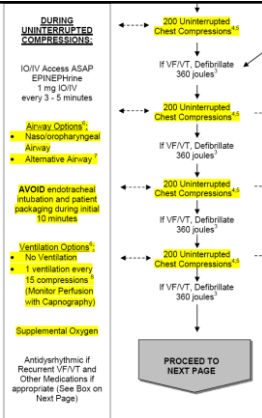 DURING
UNINTERRUPTED
COMPRESSIONS:
IO/IV Access ASAP
EPINEPHrine
1 mg IO/IV
every 3 - 5 minutes
Airway Options⁶:
• Naso/oropharyngeal
Airway
• Alternative Airway ⁷
AVOID endotracheal
intubation and patient
packaging during initial
10 minutes
Ventilation Options⁶:
• No Ventilation
• 1 ventilation every
15 compressions ⁸
(Monitor Perfusion
with Capnography)
Supplemental Oxygen
Antidysrhythmic if
Recurrent VF/VT and
Other Medications if
appropriate (See Box on
Next Page)
200 Uninterrupted
Chest Compressions⁴˒⁵
If VF/VT, Defibrillate
360 joules³
200 Uninterrupted
Chest Compressions⁴˒⁵
If VF/VT, Defibrillate
360 joules³
200 Uninterrupted
Chest Compressions⁴˒⁵
If VF/VT, Defibrillate
360 joules³
200 Uninterrupted
Chest Compressions⁴˒⁵
If VF/VT, Defibrillate
360 joules³
PROCEED TO
NEXT PAGE